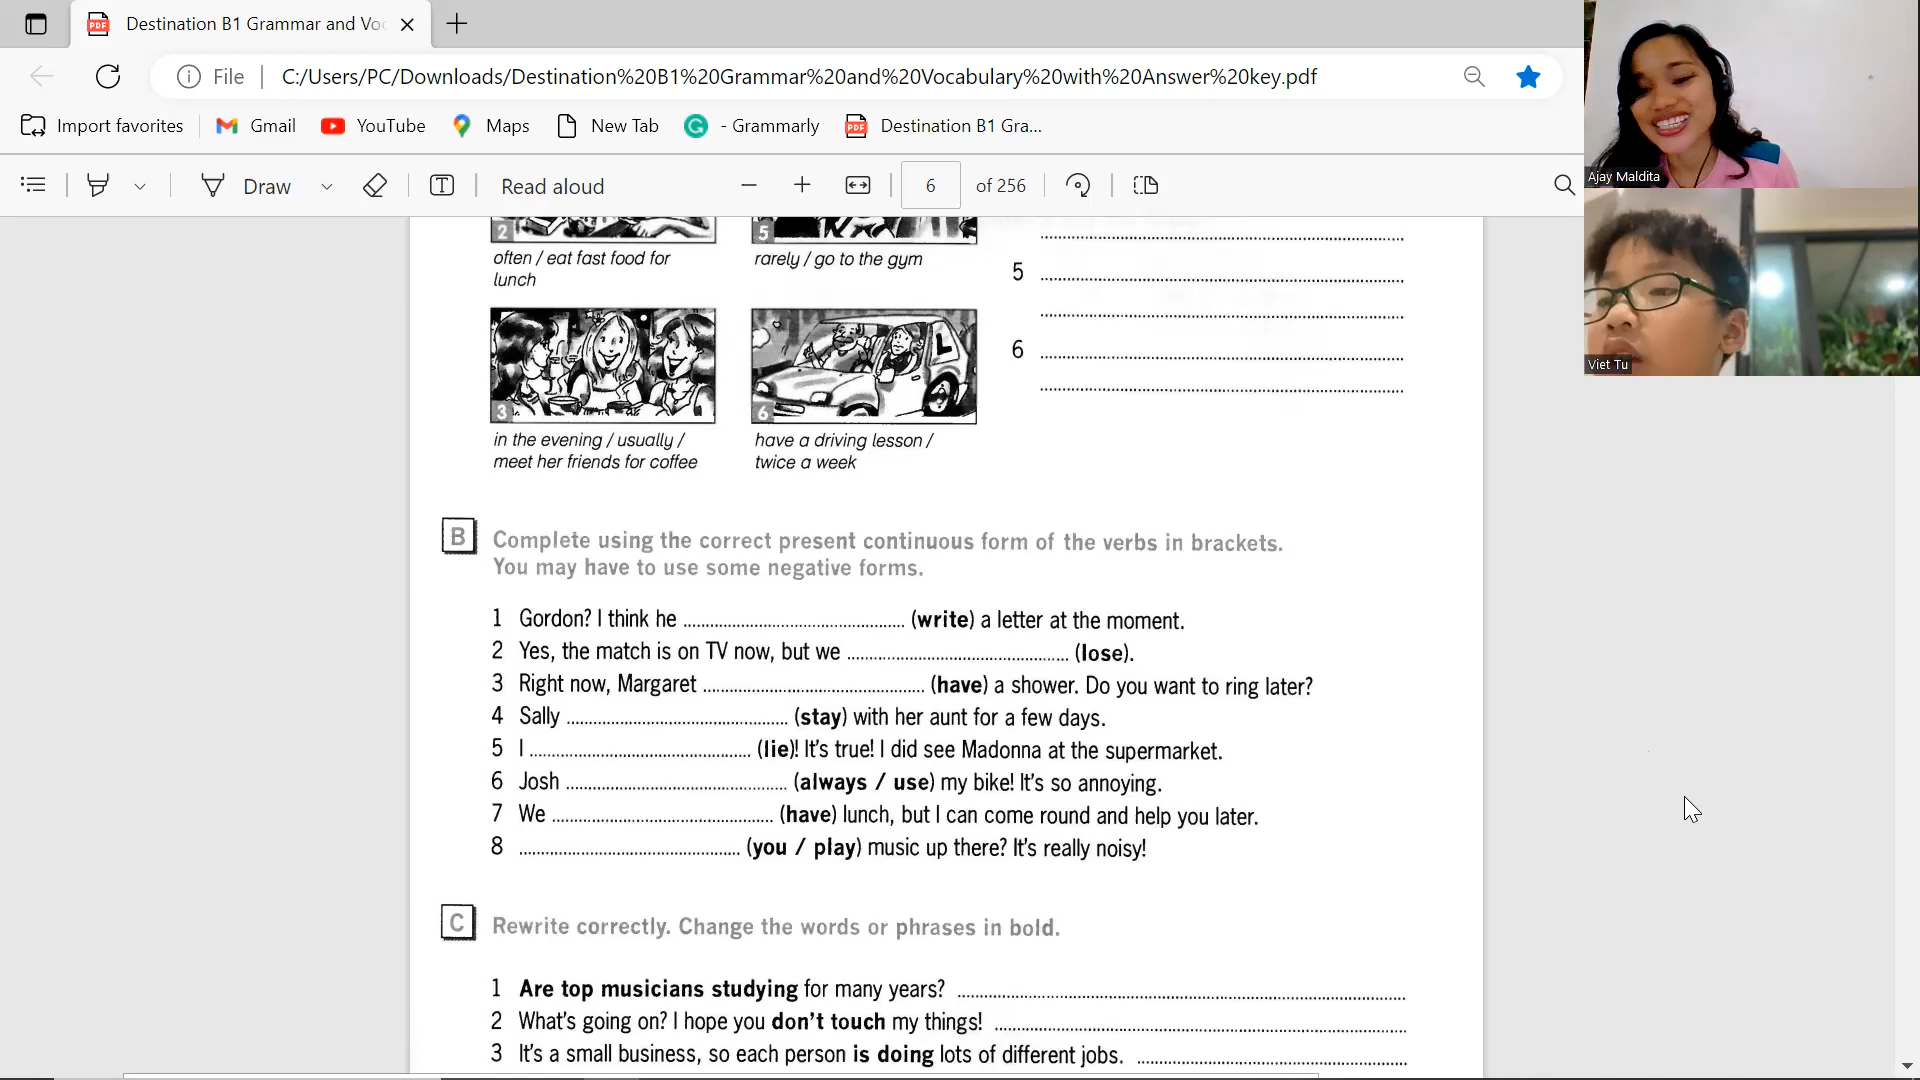 Destination B1 Grammar and Voc
File
C:/Users/PC/Downloads/Destination%20B1%20Grammar%20and%20Vocabulary%20with%20Answer%20key.pdf
Import favorites
Gmail
YouTube
Maps
New Tab
- Grammarly
Destination B1 Gra...
Draw
Read aloud
6 of 256
Ajay Maldita
Viet Tu
2
often / eat fast food for
lunch
5
rarely / go to the gym
3
in the evening / usually /
meet her friends for coffee
L
6
have a driving lesson /
twice a week
5
6
B Complete using the correct present continuous form of the verbs in brackets.
You may have to use some negative forms.
1 Gordon? I think he ........................................ (write) a letter at the moment.
2 Yes, the match is on TV now, but we ........................................ (lose).
3 Right now, Margaret ........................................ (have) a shower. Do you want to ring later?
4 Sally ........................................ (stay) with her aunt for a few days.
5 I ........................................ (lie)! It's true! I did see Madonna at the supermarket.
6 Josh ........................................ (always / use) my bike! It's so annoying.
7 We ........................................ (have) lunch, but I can come round and help you later.
8 ........................................ (you / play) music up there? It's really noisy!
C Rewrite correctly. Change the words or phrases in bold.
1 Are top musicians studying for many years? ........................................
2 What's going on? I hope you don't touch my things! ........................................
3 It's a small business, so each person is doing lots of different jobs. ........................................